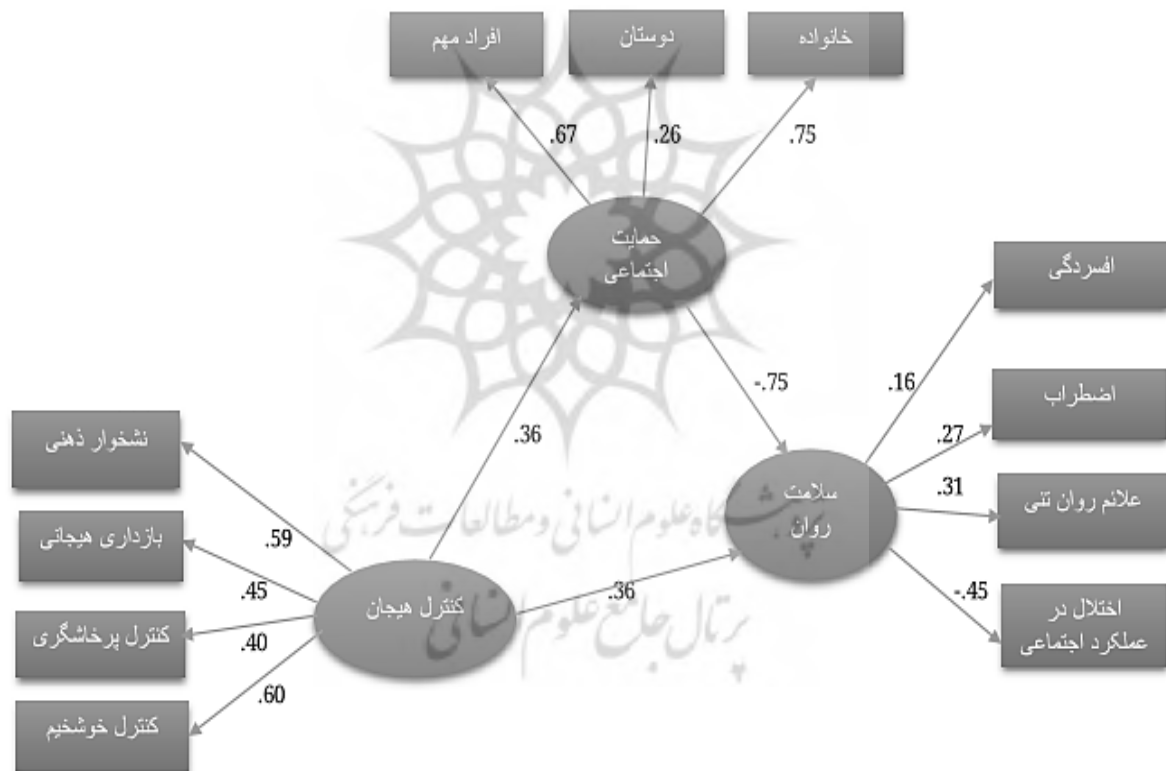 افراد مهم
دوستان
خانواده
.67
.26
.75
حمایت
اجتماعی
افسردگی
-.75
.16
اضطراب
.36
.27
نشخوار ذهنی
سلامت
روان
.31
علائم روان تنی
بازداری هیجانی
.59
پژوهشگاه علوم انسانی و مطالعات فرهنگی
.45
کنترل هیجان
.36
-.45
اختلال در
عملکرد اجتماعی
کنترل پرخاشگری
.40
پرتال جامع علوم انسانی
.60
کنترل خوشخیم